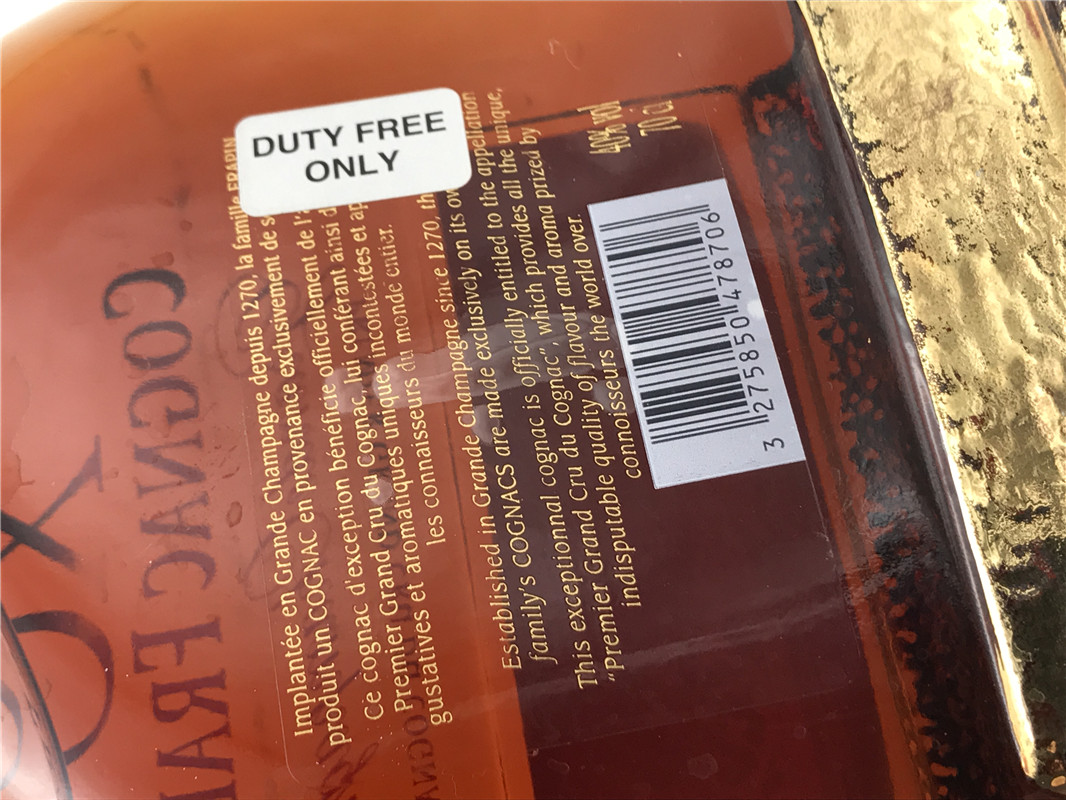 DUTY FREE
ONLY
Implantée en Grande Champagne depuis 1270, la famille FRAPIN
produit un COGNAC en provenance exclusivement de
Ce cognac d'exception bénéficie officiellement de
Premier Grand Cru du Cognac, lui conférant ainsi
gustatives et aromatiques uniques incontestées et
les connaisseurs du monde entier.
Established in Grande Champagne since 1270,
family's COGNACS are made exclusively on its
This exceptionnal cognac is officially entitled to the appelation
"Premier Grand Cru du Cognac", which provides all the unique,
indisputable quality of flavour and aroma prized by
connoisseurs the world over.
40% vol
70 cl
3 275850 478706
COGNAC FRA
XO